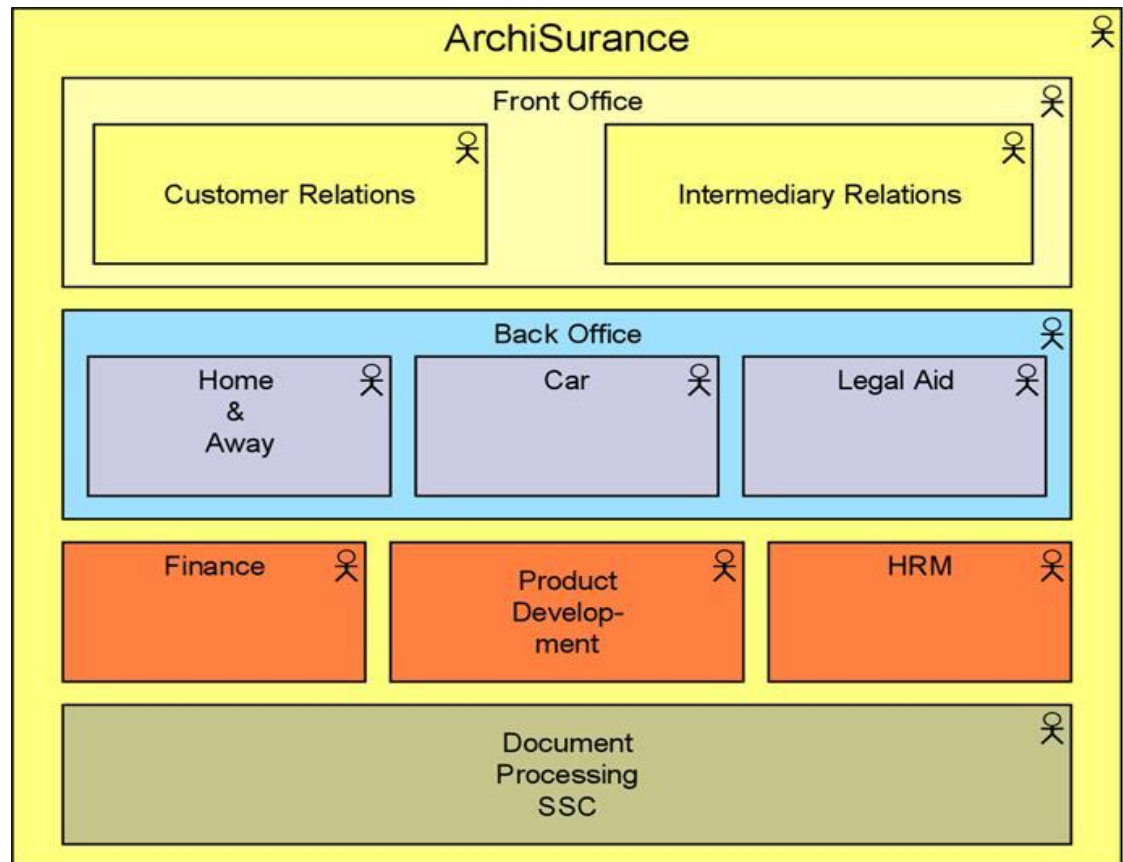 ArchiSurance
Front Office
Customer Relations
Intermediary Relations
Back Office
Home
&
Away
Car
Legal Aid
Finance
Product
Develop-
ment
HRM
Document
Processing
SSC